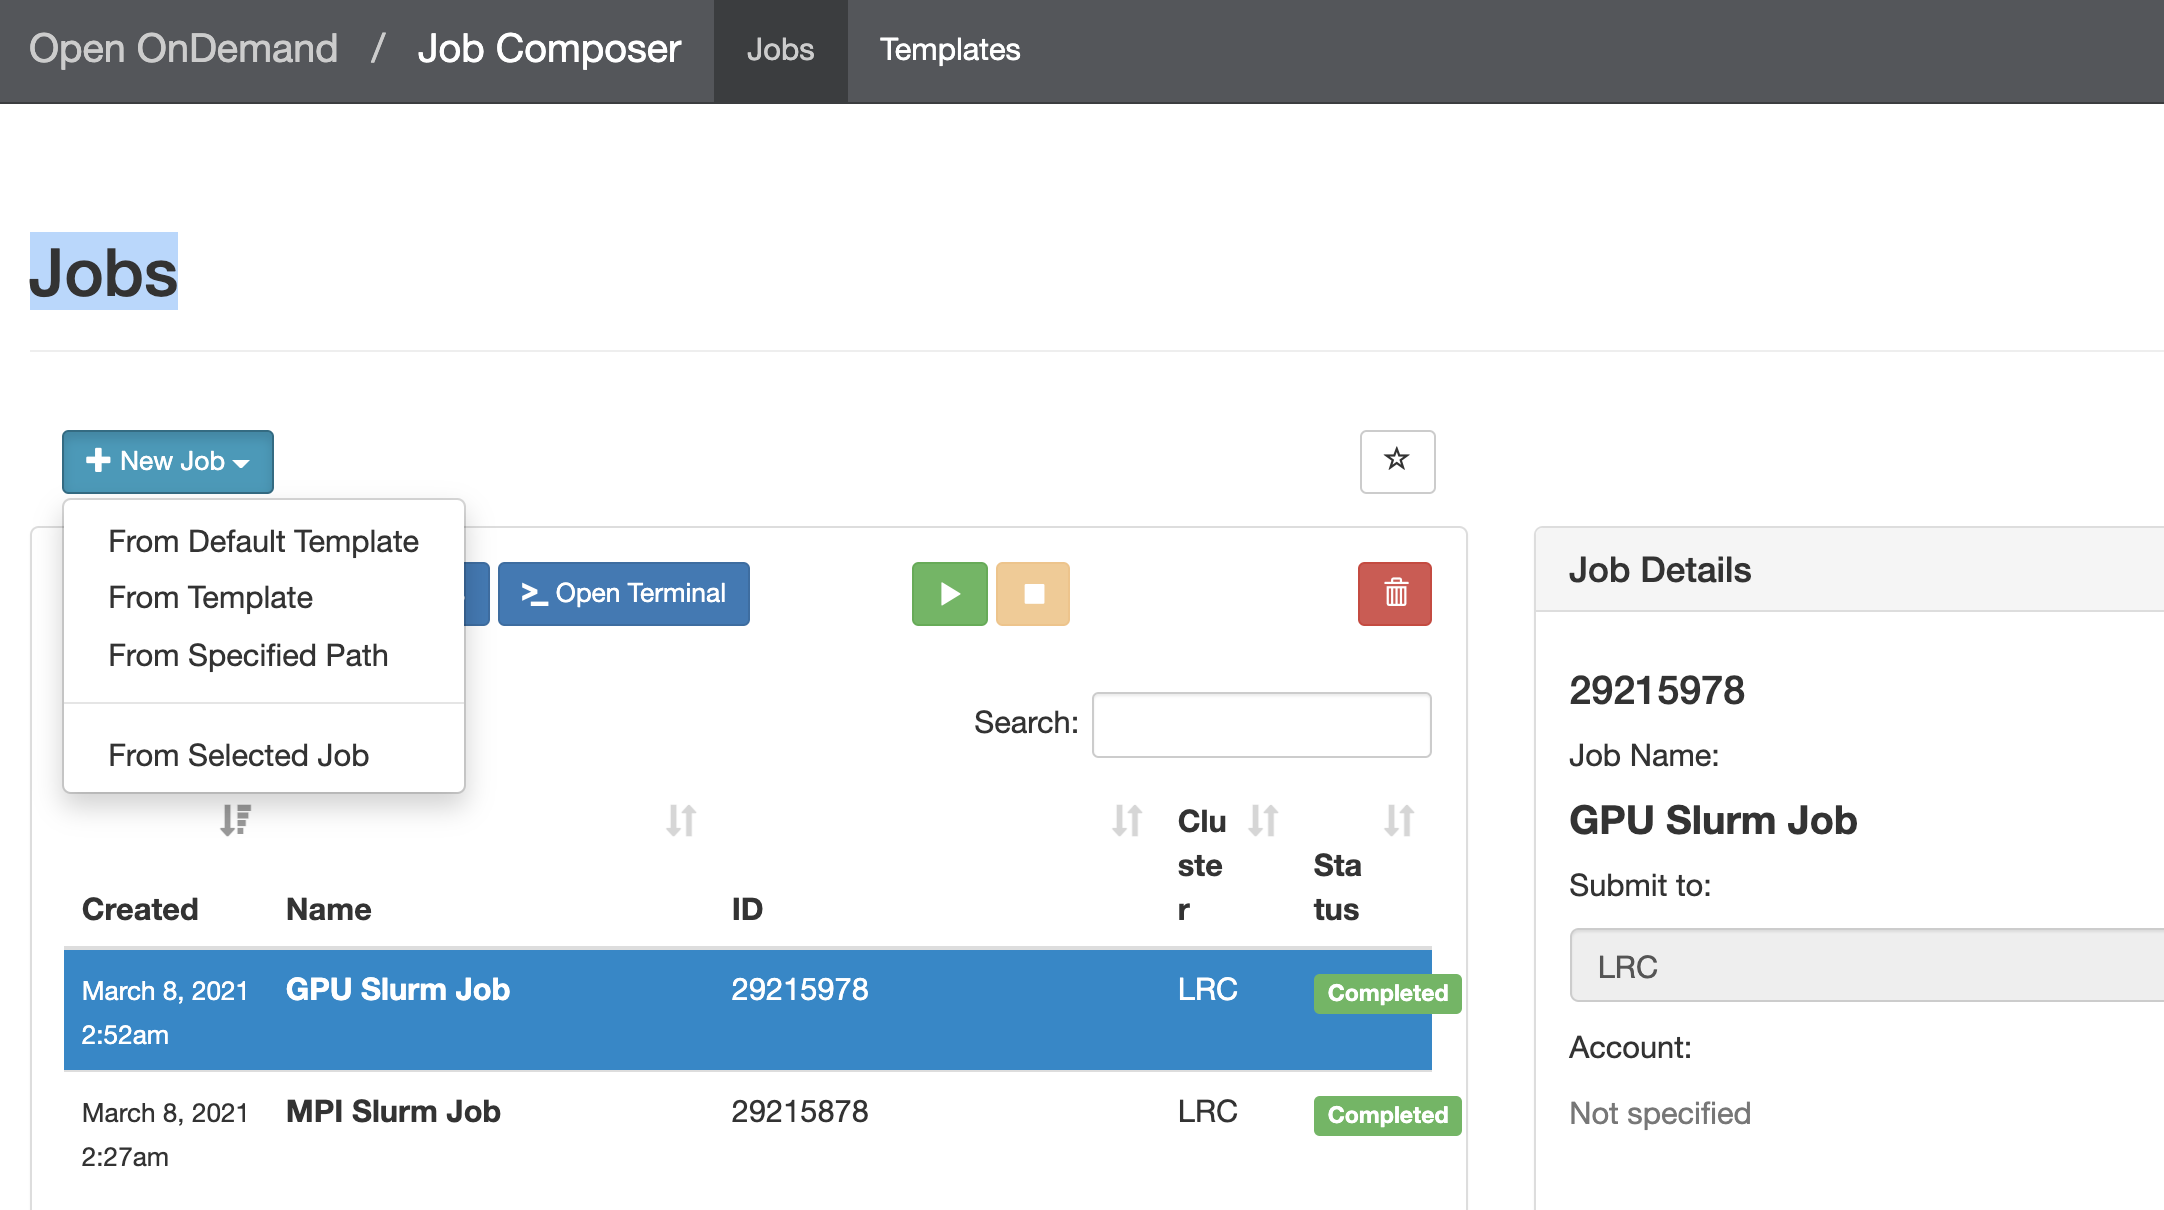 Open OnDemand / Job Composer Jobs Templates
Jobs
New Job
From Default Template
From Template
From Specified Path
From Selected Job
>_ Open Terminal
Search:
Created Name ID Cluster Status
March 8, 2021 2:52am GPU Slurm Job 29215978 LRC Completed
March 8, 2021 2:27am MPI Slurm Job 29215878 LRC Completed
Job Details
29215978
Job Name:
GPU Slurm Job
Submit to:
LRC
Account:
Not specified